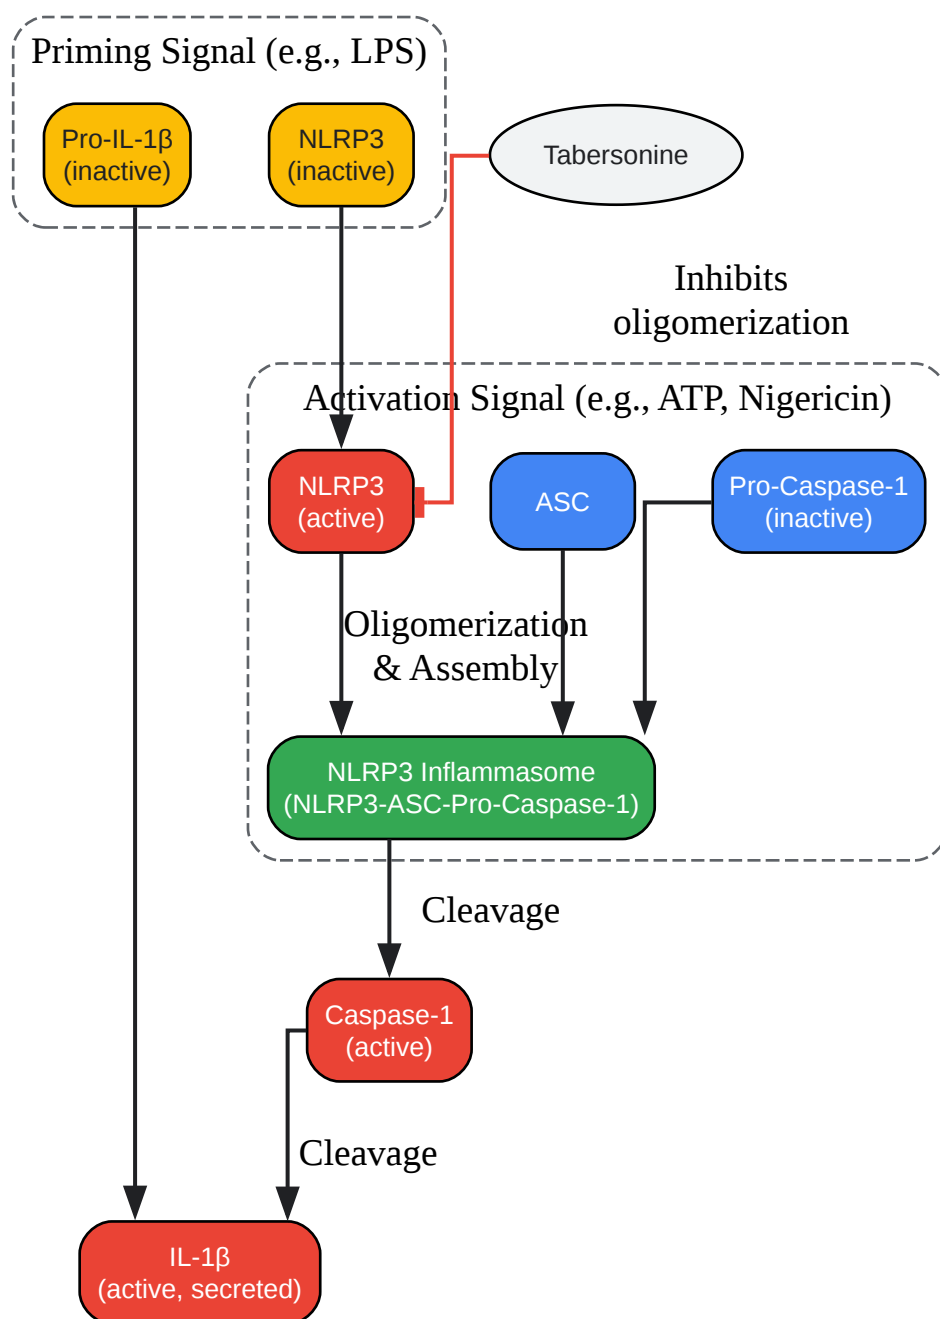 Priming Signal (e.g., LPS)
Pro-IL-1β
(inactive)
NLRP3
(inactive)
Tabersonine
Inhibits
oligomerization
Activation Signal (e.g., ATP, Nigericin)
NLRP3
(active)
ASC
Pro-Caspase-1
(inactive)
Oligomerization
& Assembly
NLRP3 Inflammasome
(NLRP3-ASC-Pro-Caspase-1)
Cleavage
Caspase-1
(active)
Cleavage
IL-1β
(active, secreted)